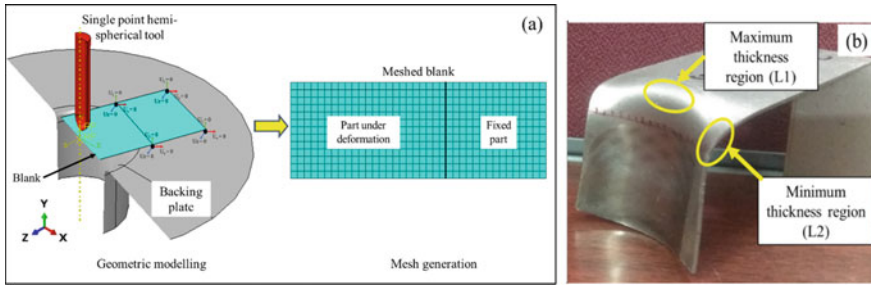 (a)
Single point hemi-
spherical tool
Meshed blank
Part under
deformation
Fixed
part
Blank
Backing
plate
Y
Z
X
Geometric modelling
Mesh generation
(b)
Maximum
thickness
region (L1)
Minimum
thickness region
(L2)